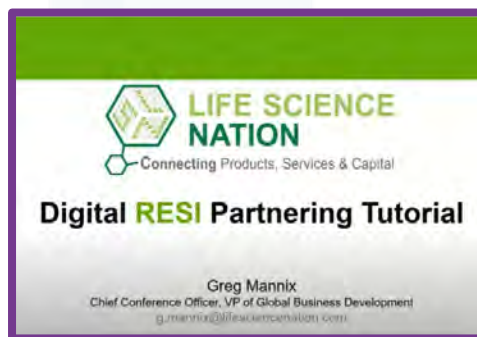 LIFE SCIENCE
NATION
Connecting Products, Services & Capital
Digital RESI Partnering Tutorial
Greg Mannix
Chief Conference Officer, VP of Global Business Development
g.mannix@lifesciencenation.com